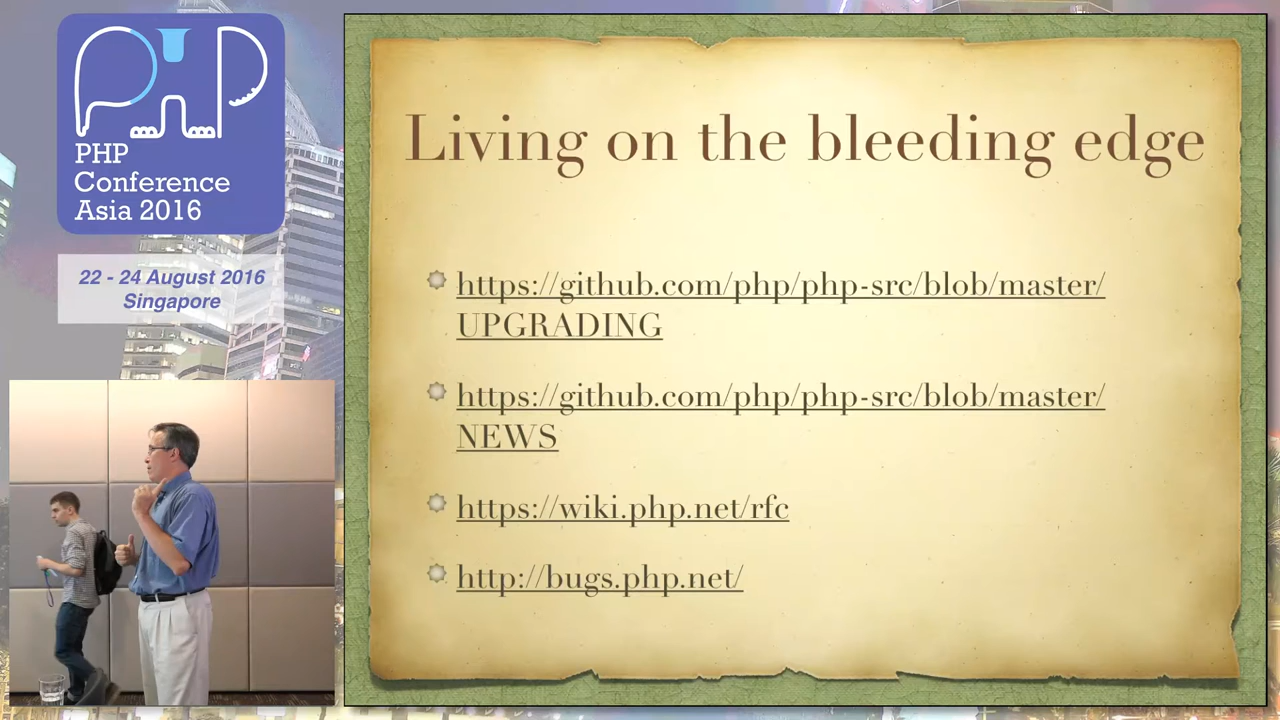 PHP
Conference
Asia 2016
22 - 24 August 2016
Singapore
Living on the bleeding edge
https://github.com/php/php-src/blob/master/
UPGRADING
https://github.com/php/php-src/blob/master/
NEWS
https://wiki.php.net/rfc
http://bugs.php.net/